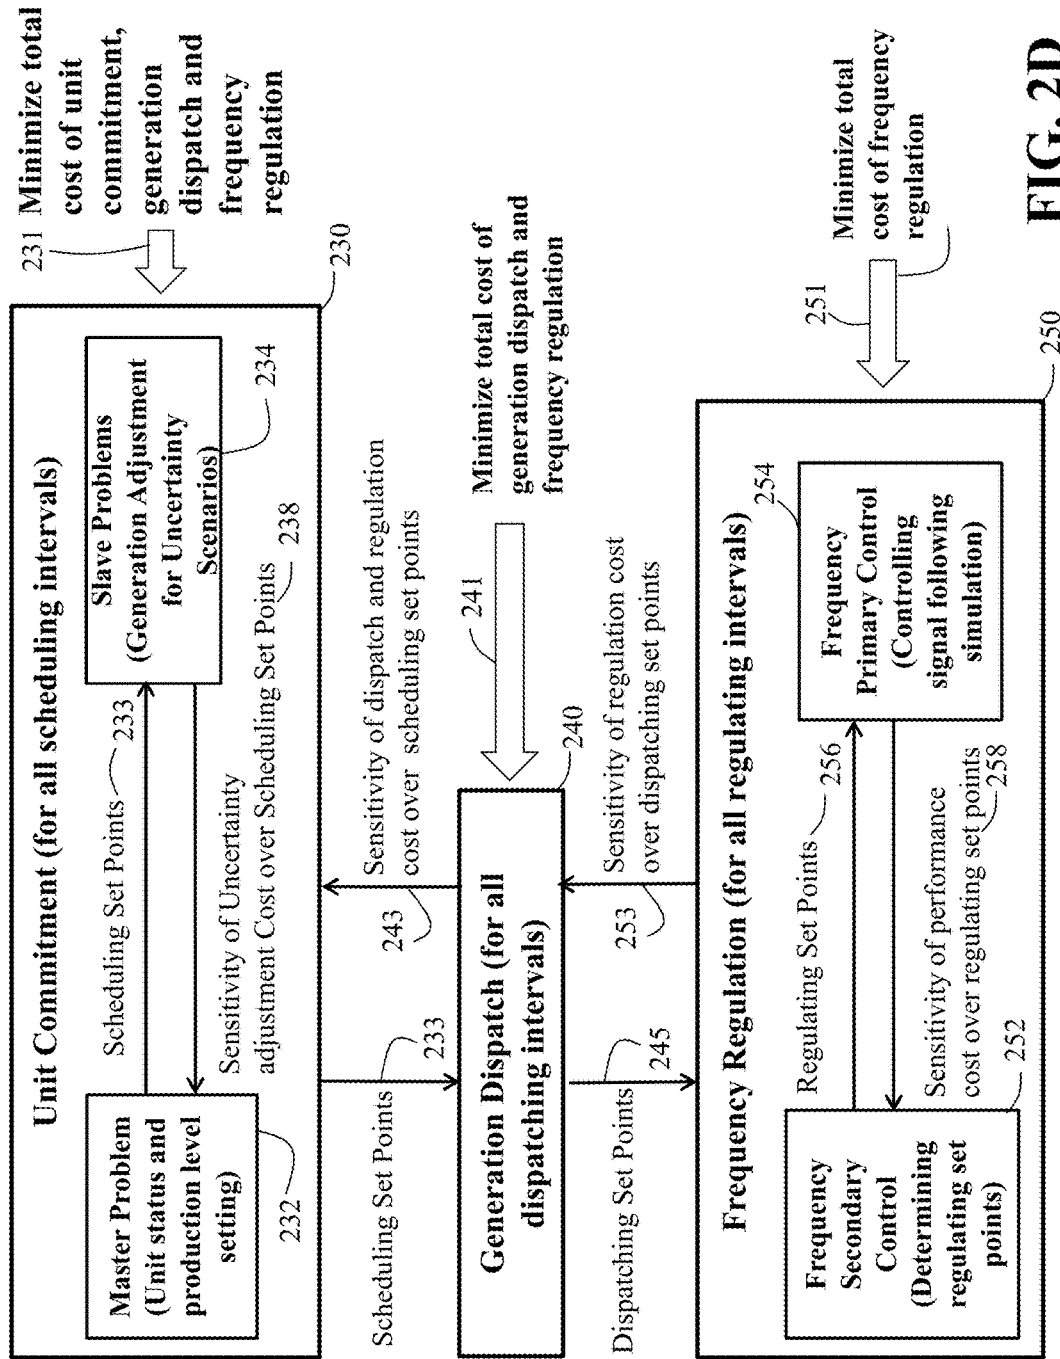 Unit Commitment (for all scheduling intervals)
Master Problem
(Unit status and
production level
setting)
232
Scheduling Set Points
233
Sensitivity of Uncertainty
adjustment Cost over Scheduling Set Points
238
Slave Problems
(Generation Adjustment
for Uncertainty
Scenarios)
234
230
231
Minimize total
cost of unit
commitment,
generation
dispatch and
frequency
regulation
Scheduling Set Points
233
243
Sensitivity of dispatch and regulation
cost over scheduling set points
Generation Dispatch (for all
dispatching intervals)
240
241
Minimize total cost of
generation dispatch and
frequency regulation
Dispatching Set Points
245
253
Sensitivity of regulation cost
over dispatching set points
Frequency Regulation (for all regulating intervals)
Frequency
Secondary
Control
(Determining
regulating set
points)
252
Regulating Set Points
256
Sensitivity of performance
cost over regulating set points
258
Frequency
Primary Control
(Controlling
signal following
simulation)
254
250
251
Minimize total
cost of frequency
regulation
FIG. 2D